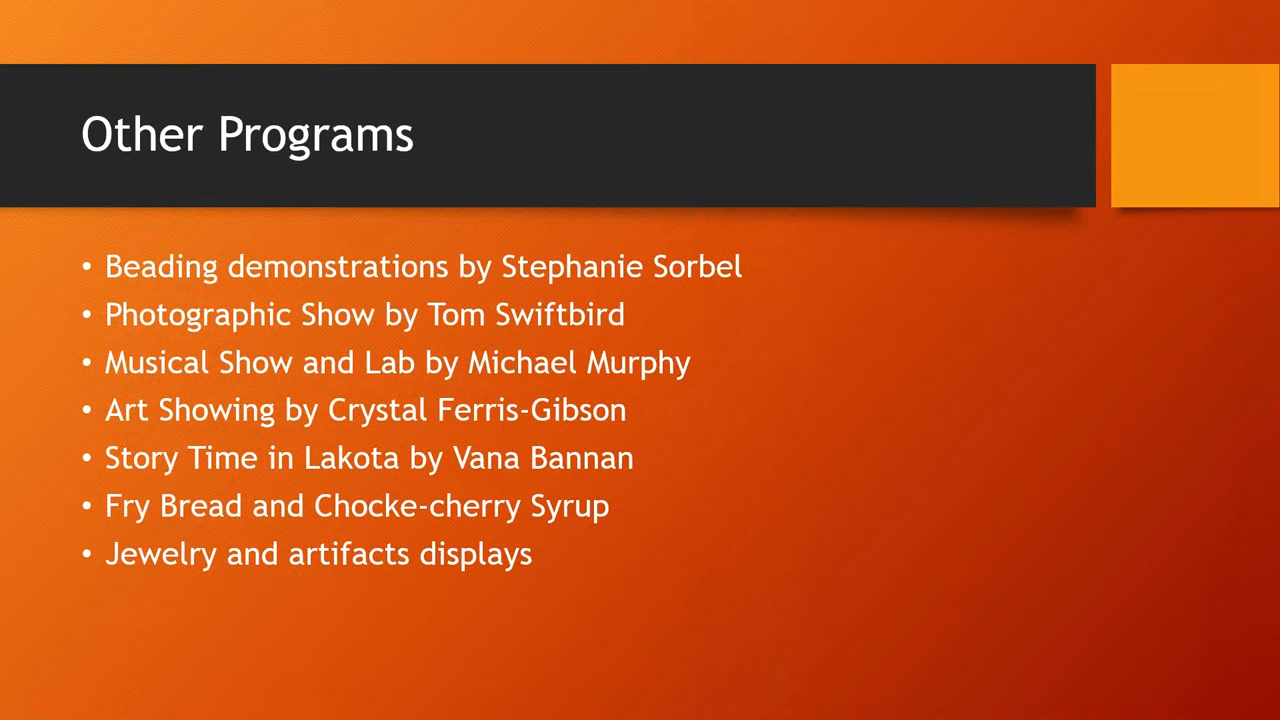 Other Programs
• Beading demonstrations by Stephanie Sorbel
• Photographic Show by Tom Swiftbird
• Musical Show and Lab by Michael Murphy
• Art Showing by Crystal Ferris-Gibson
• Story Time in Lakota by Vana Bannan
• Fry Bread and Chocke-cherry Syrup
• Jewelry and artifacts displays